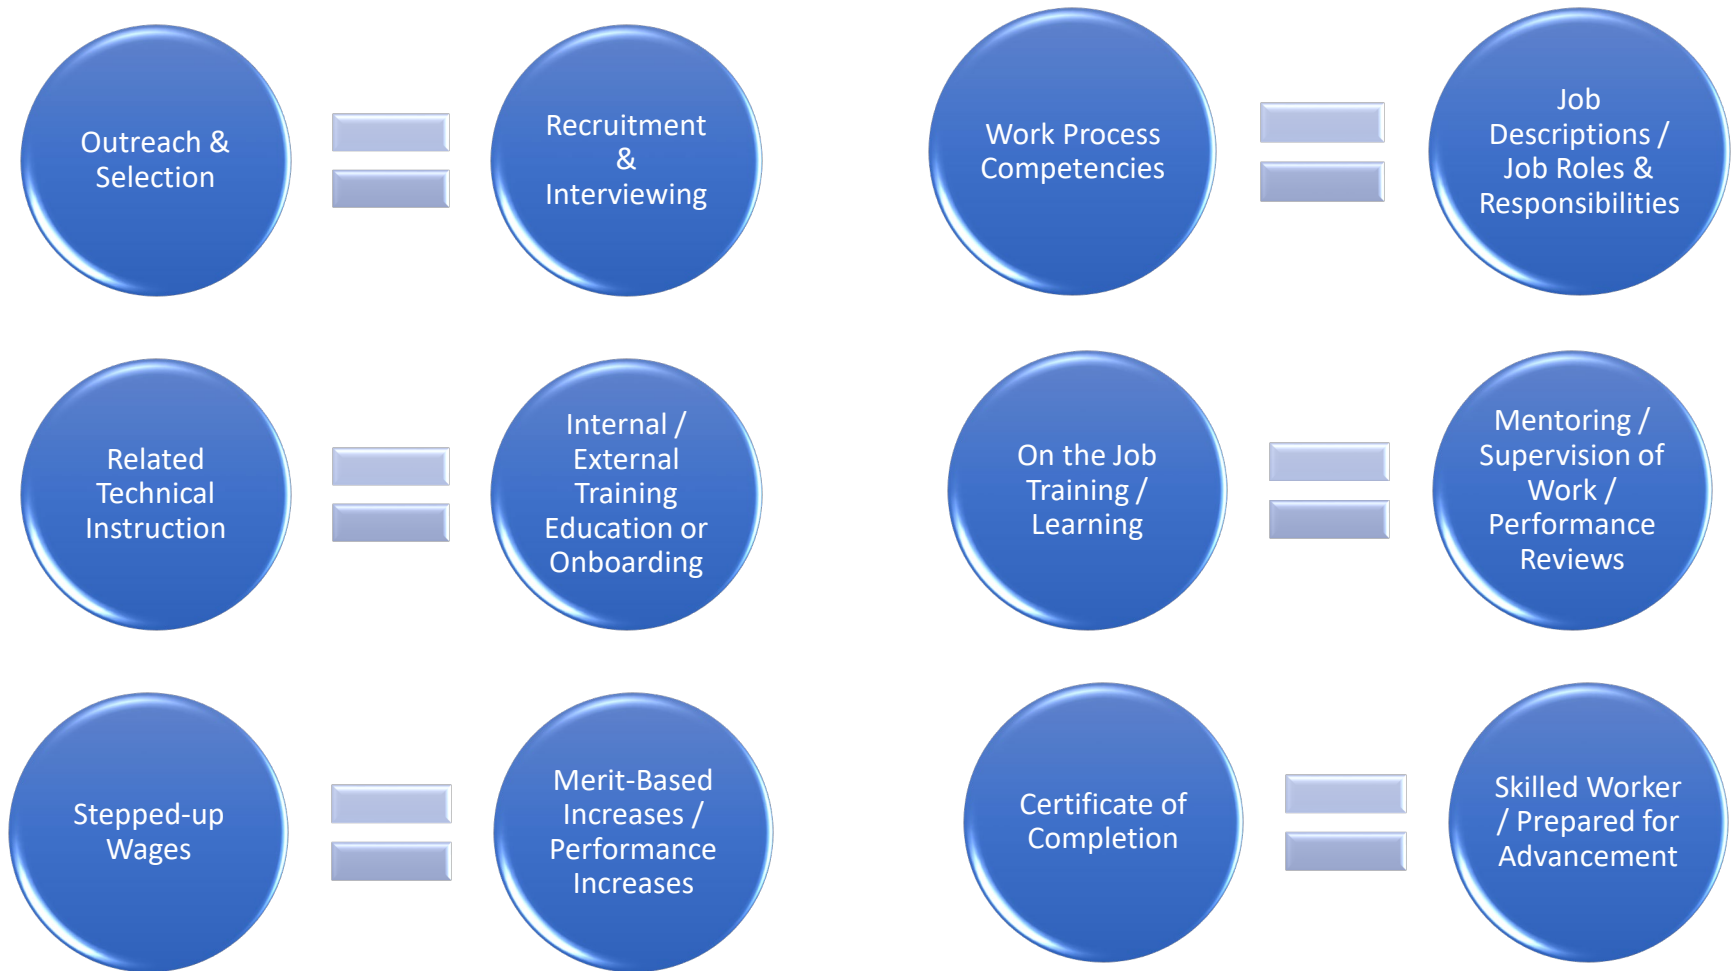 Outreach &
Selection
Recruitment
&
Interviewing
Work Process
Competencies
Job
Descriptions /
Job Roles &
Responsibilities
Related
Technical
Instruction
Internal /
External
Training
Education or
Onboarding
On the Job
Training /
Learning
Mentoring /
Supervision of
Work /
Performance
Reviews
Stepped-up
Wages
Merit-Based
Increases /
Performance
Increases
Certificate of
Completion
Skilled Worker
/ Prepared for
Advancement